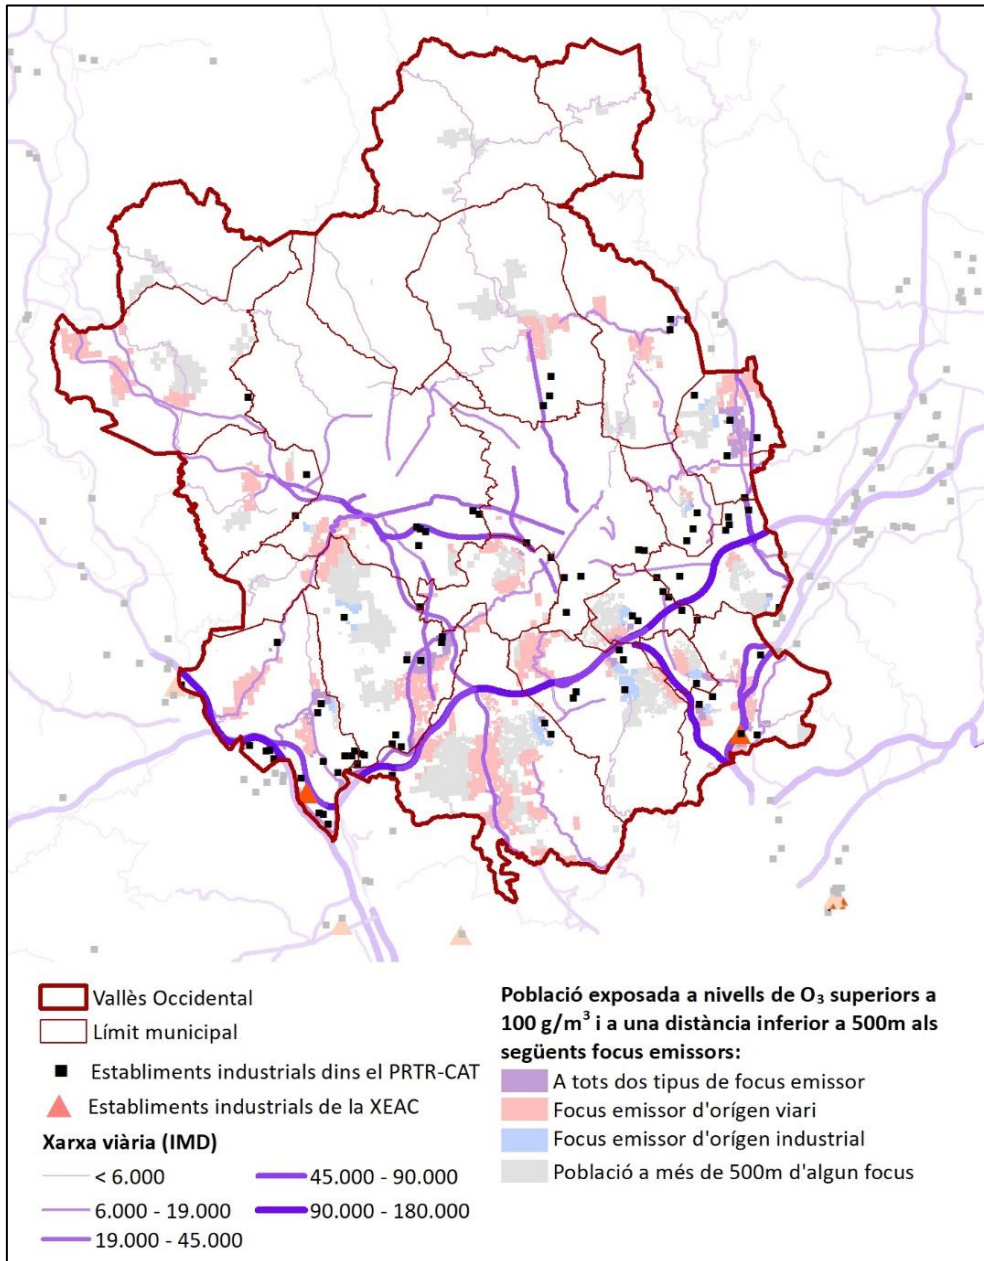 Vallès Occidental
Límit municipal
Establiments industrials dins el PRTR-CAT
Establiments industrials de la XEAC
Xarxa viària (IMD)
< 6.000
6.000 - 19.000
19.000 - 45.000
45.000 - 90.000
90.000 - 180.000
Població exposada a nivells de O₃ superiors a
100 g/m³ i a una distància inferior a 500m als
següents focus emissors:
A tots dos tipus de focus emissor
Focus emissor d'orígen viari
Focus emissor d'orígen industrial
Població a més de 500m d'algun focus